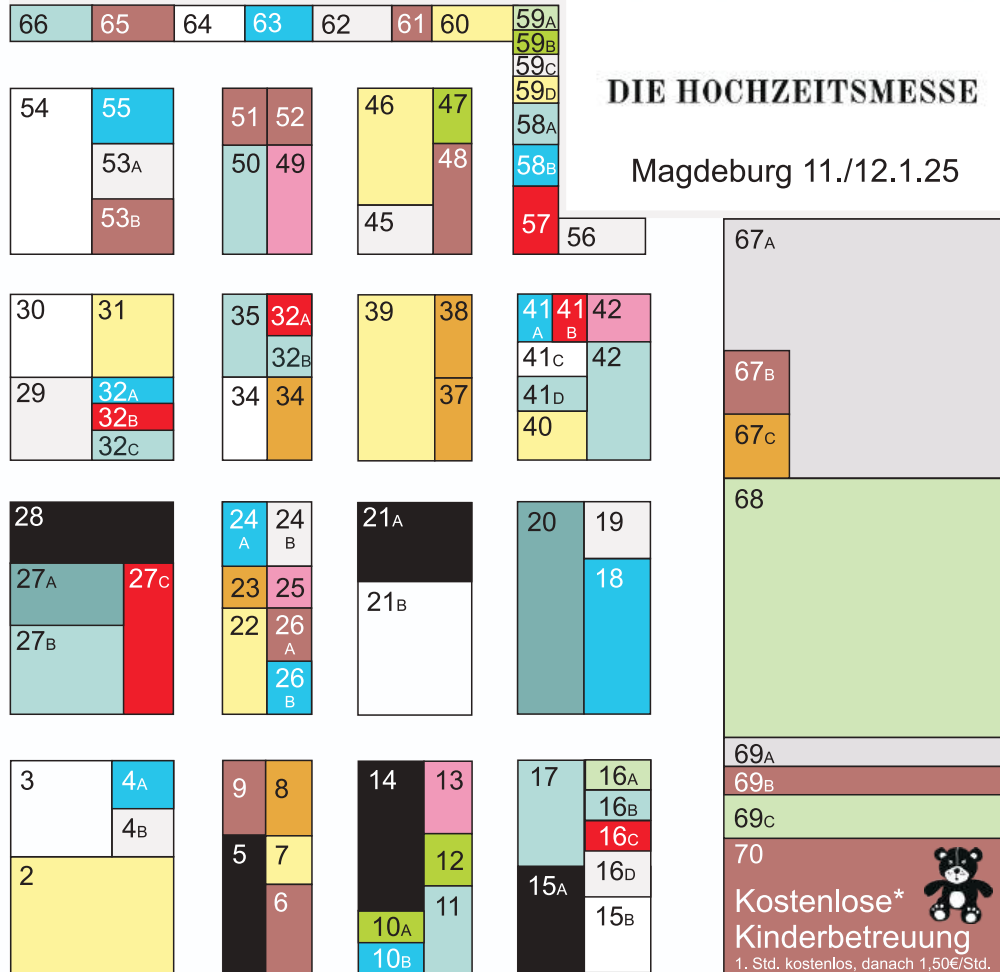 66 65 64 63 62 61 60 59A
59B
59C
59D
58A
58B
57
56
DIE HOCHZEITSMESSE
Magdeburg 11./12.1.25
54 55
53A
53B
51 52
50 49
46 47
48
45
67A
67B
67C
30 31
29 32A
32B
32C
35 32A
32B
34 34
39 38
37
41 A 41 B 42
41C 42
41D
40
68
28
27A 27C
27B
24 A 24 B
23 25
22 26 A
26 B
21A
21B
20 19
18
69A
69B
69C
3 4A
4B
2
9 8
5 7
6
14 13
12
10A 11
10B
17 16A
16B
16C
15A 16D
15B
70
Kostenlose*
Kinderbetreuung
1. Std. kostenlos, danach 1,50€/Std.